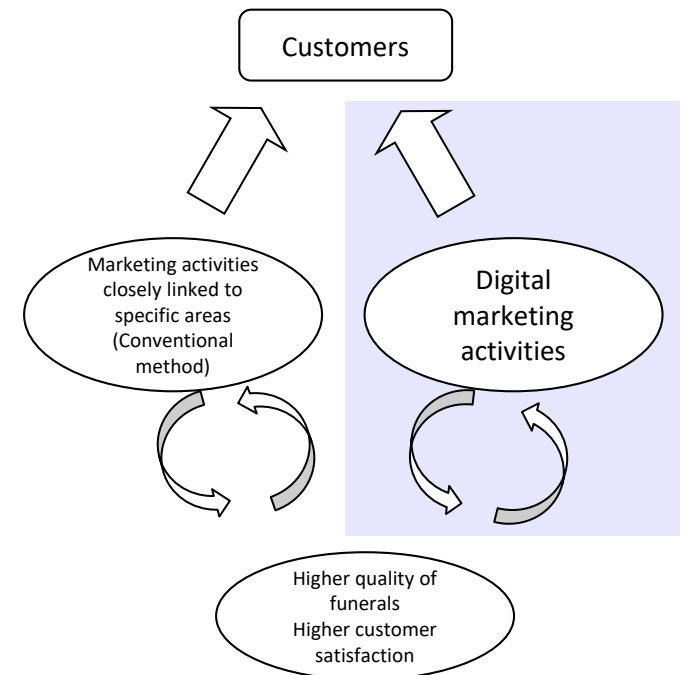 Customers
Marketing activities
closely linked to
specific areas
(Conventional
method)
Digital
marketing
activities
Higher quality of
funerals
Higher customer
satisfaction